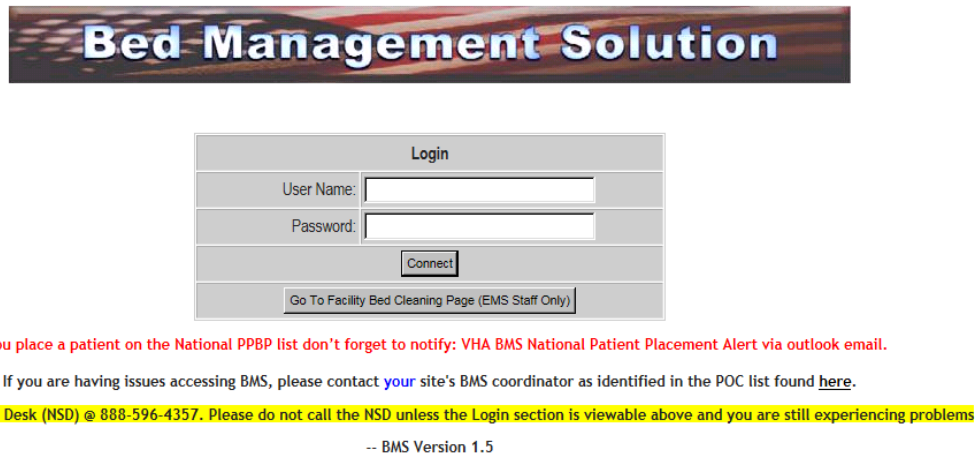 Bed Management Solution
Login
User Name:
Password:
Connect
Go To Facility Bed Cleaning Page (EMS Staff Only)
place a patient on the National PPBP list don't forget to notify: VHA BMS National Patient Placement Alert via outlook email.
If you are having issues accessing BMS, please contact your site's BMS coordinator as identified in the POC list found here.
Desk (NSD) @ 888-596-4357. Please do not call the NSD unless the Login section is viewable above and you are still experiencing problems
-- BMS Version 1.5